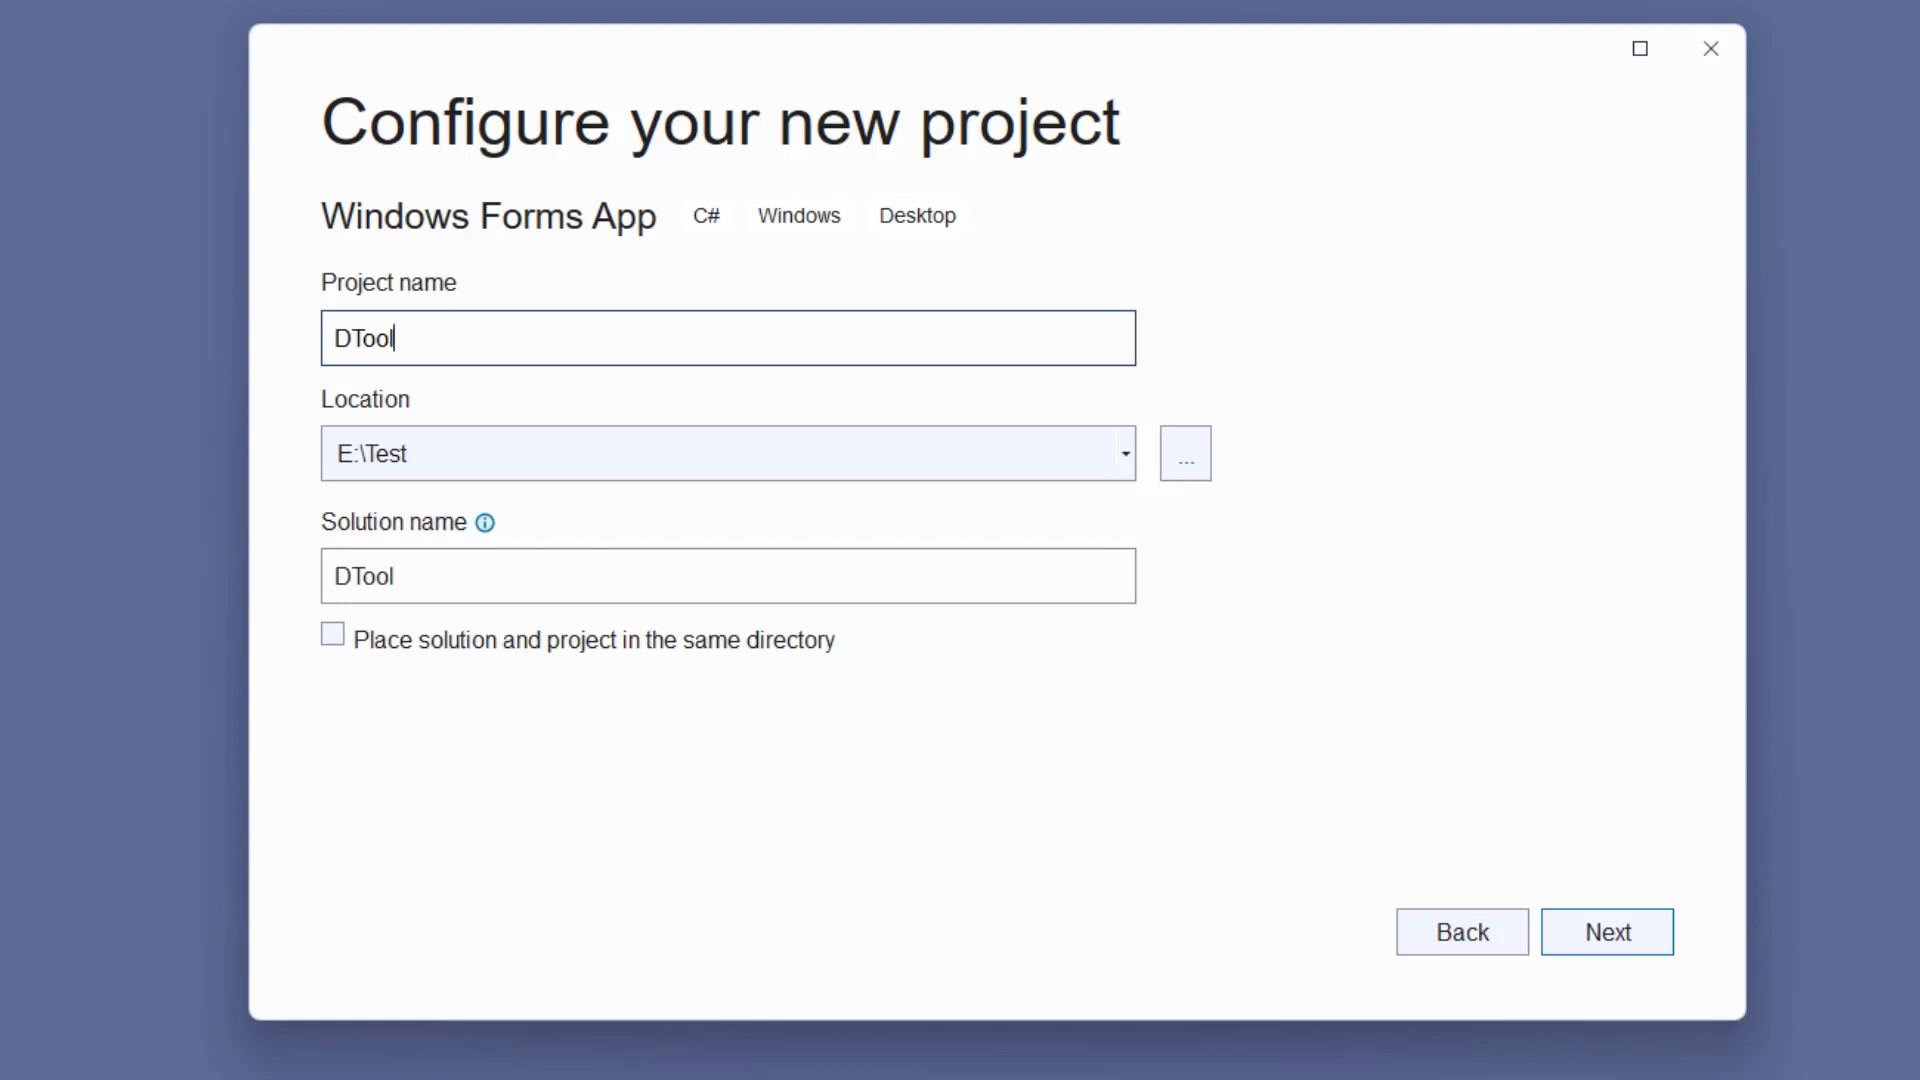 Configure your new project
Windows Forms App C# Windows Desktop
Project name
DTool
Location
E:\Test
...
Solution name
DTool
Place solution and project in the same directory
Back Next